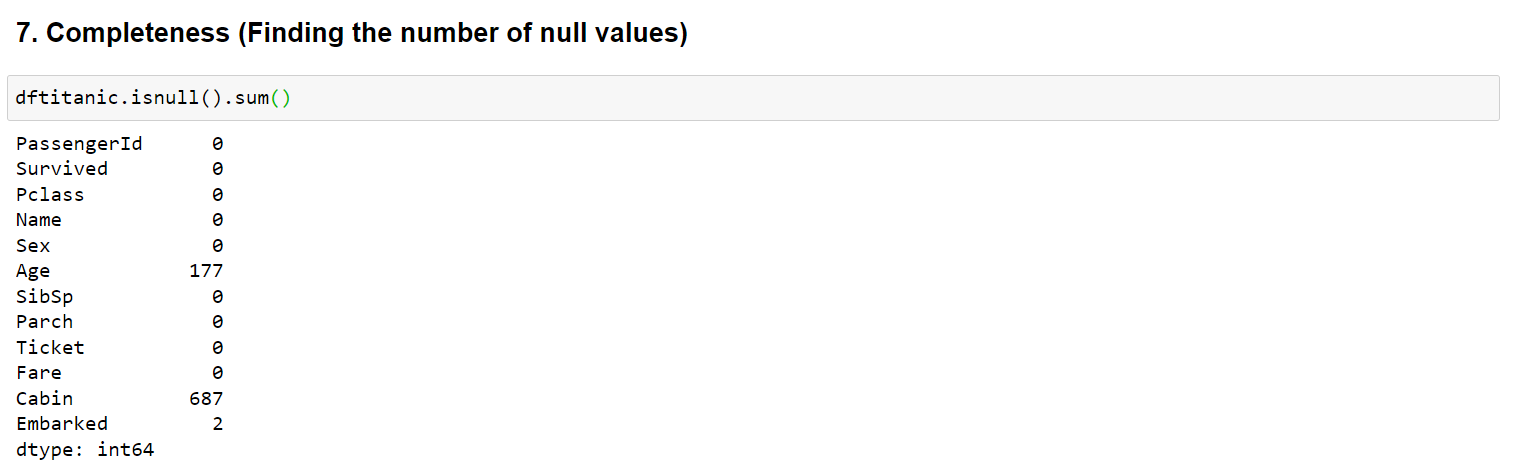 7. Completeness (Finding the number of null values)
dftitanic.isnull().sum()
PassengerId 0
Survived 0
Pclass 0
Name 0
Sex 0
Age 177
SibSp 0
Parch 0
Ticket 0
Fare 0
Cabin 687
Embarked 2
dtype: int64